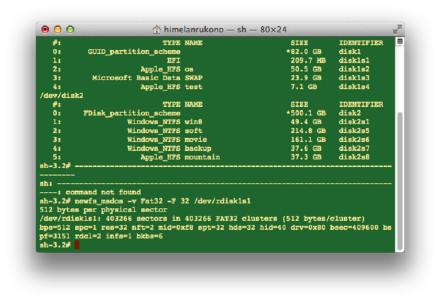 himelanrukono — sh — 80×24
#: TYPE NAME SIZE IDENTIFIER
0: GUID_partition_scheme *82.0 GB disk1
1: EFI 209.7 MB disk1s1
2: Apple_HFS os 50.5 GB disk1s2
3: Microsoft Basic Data SWAP 23.9 GB disk1s3
4: Apple_HFS test 7.1 GB disk1s4
/dev/disk2
#: TYPE NAME SIZE IDENTIFIER
0: FDisk_partition_scheme *500.1 GB disk2
1: Windows_NTFS win8 49.4 GB disk2s1
2: Windows_NTFS soft 214.8 GB disk2s5
3: Windows_NTFS movie 161.1 GB disk2s6
4: Windows_NTFS backup 37.6 GB disk2s7
5: Apple_HFS mountain 37.3 GB disk2s8
sh-3.2# ------------------------------------------------------------------------
--------
sh: ----------------------------------------------------------------------------
----: command not found
sh-3.2# newfs_msdos -v Fat32 -F 32 /dev/rdisk1s1
512 bytes per physical sector
/dev/rdisk1s1: 403266 sectors in 403266 FAT32 clusters (512 bytes/cluster)
bps=512 spc=1 res=32 nft=2 mid=0xf8 spt=32 hds=32 hid=40 drv=0x80 bsec=409600 bs
pf=3151 rdcl=2 infs=1 bkbs=6
sh-3.2#